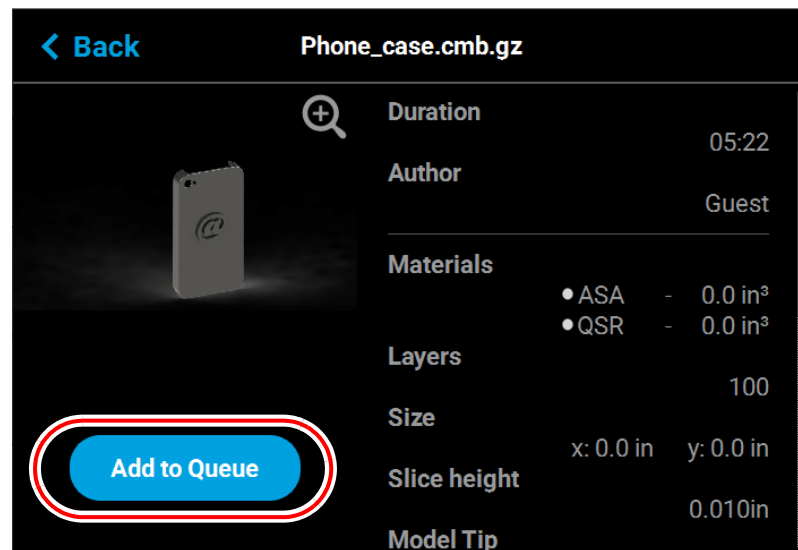 Back
Phone_case.cmb.gz
Duration
05:22
Author
Guest
Materials
ASA - 0.0 in³
QSR - 0.0 in³
Layers
100
Size
x: 0.0 in y: 0.0 in
Slice height
0.010in
Model Tip
@
Add to Queue